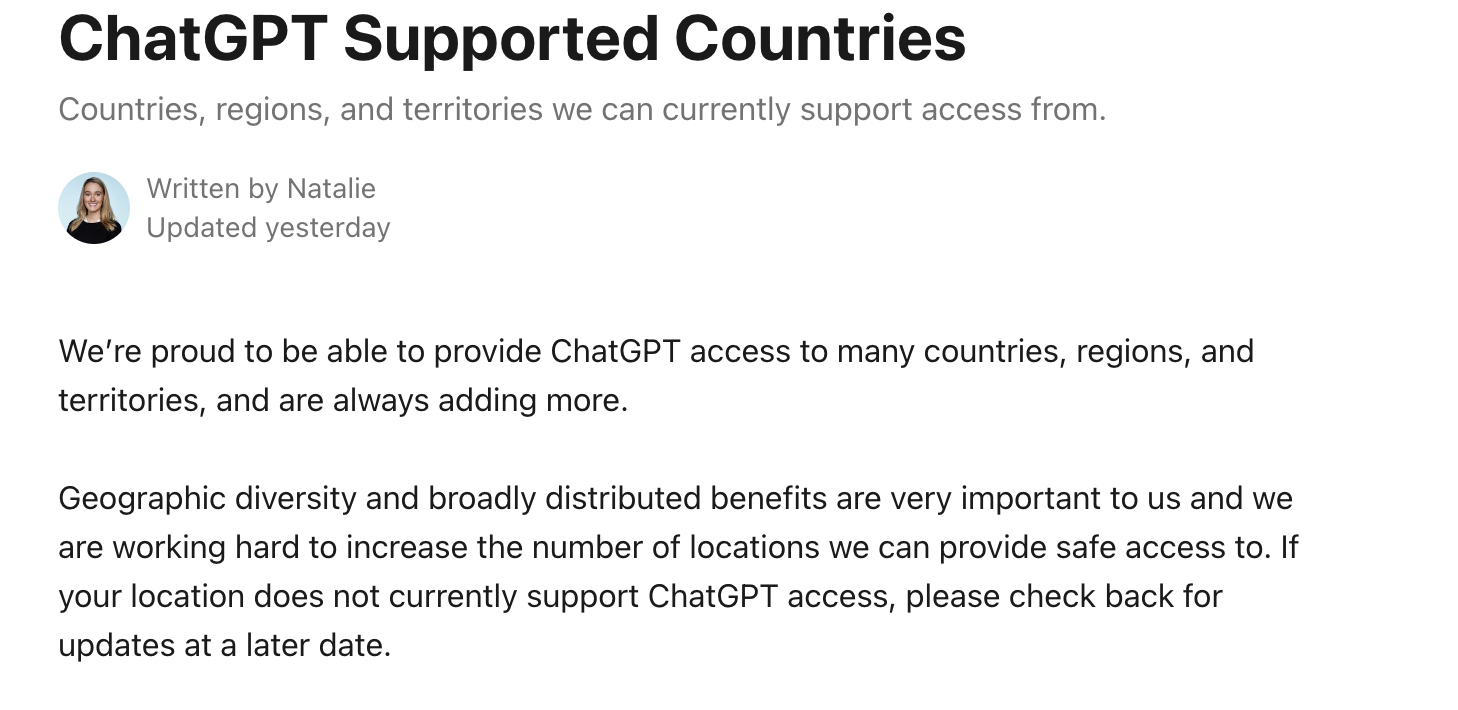 ChatGPT Supported Countries
Countries, regions, and territories we can currently support access from.
Written by Natalie
Updated yesterday
We’re proud to be able to provide ChatGPT access to many countries, regions, and
territories, and are always adding more.
Geographic diversity and broadly distributed benefits are very important to us and we
are working hard to increase the number of locations we can provide safe access to. If
your location does not currently support ChatGPT access, please check back for
updates at a later date.